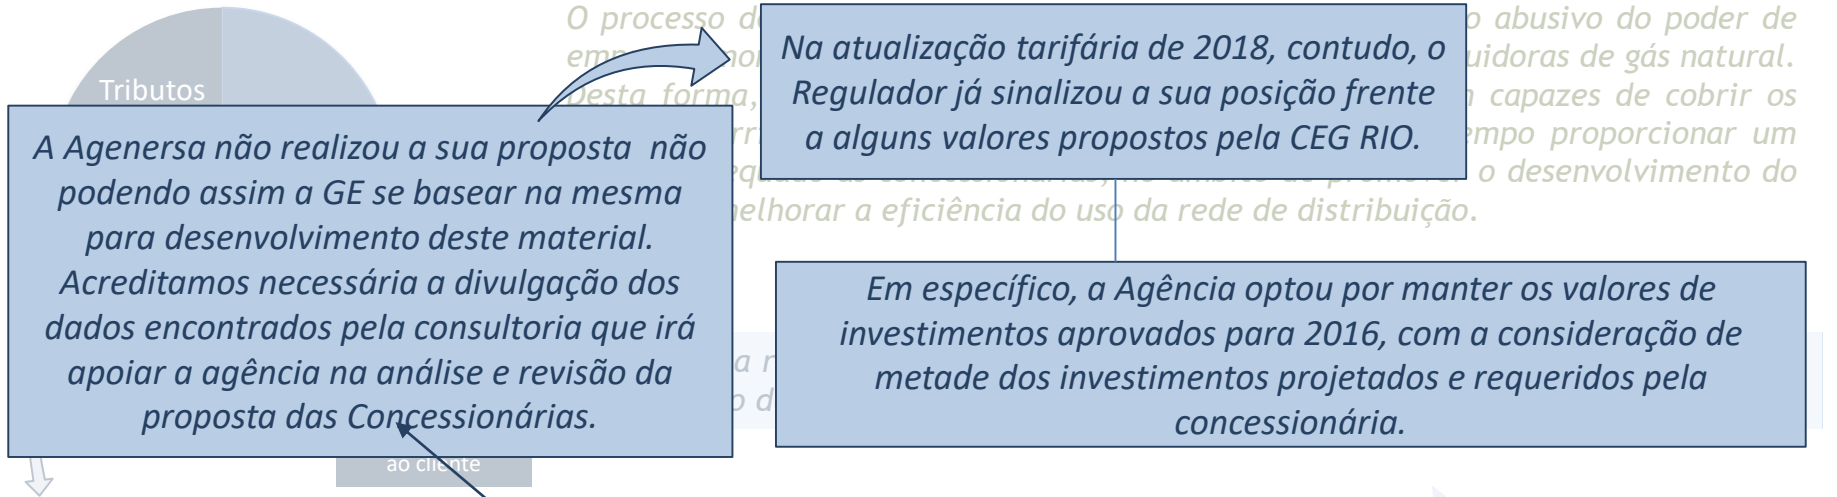 O processo d
o abusivo do poder de
uidoras de gás natural.
Desta forma,
capazes de cobrir os
empo proporcionar um
o desenvolvimento do
elhorar a eficiência do uso da rede de distribuição.
Tributos
Na atualização tarifária de 2018, contudo, o
Regulador já sinalizou a sua posição frente
a alguns valores propostos pela CEG RIO.
A Agenersa não realizou a sua proposta não
podendo assim a GE se basear na mesma
para desenvolvimento deste material.
Acreditamos necessária a divulgação dos
dados encontrados pela consultoria que irá
apoiar a agência na análise e revisão da
proposta das Concessionárias.
Em específico, a Agência optou por manter os valores de
investimentos aprovados para 2016, com a consideração de
metade dos investimentos projetados e requeridos pela
concessionária.
ao cliente